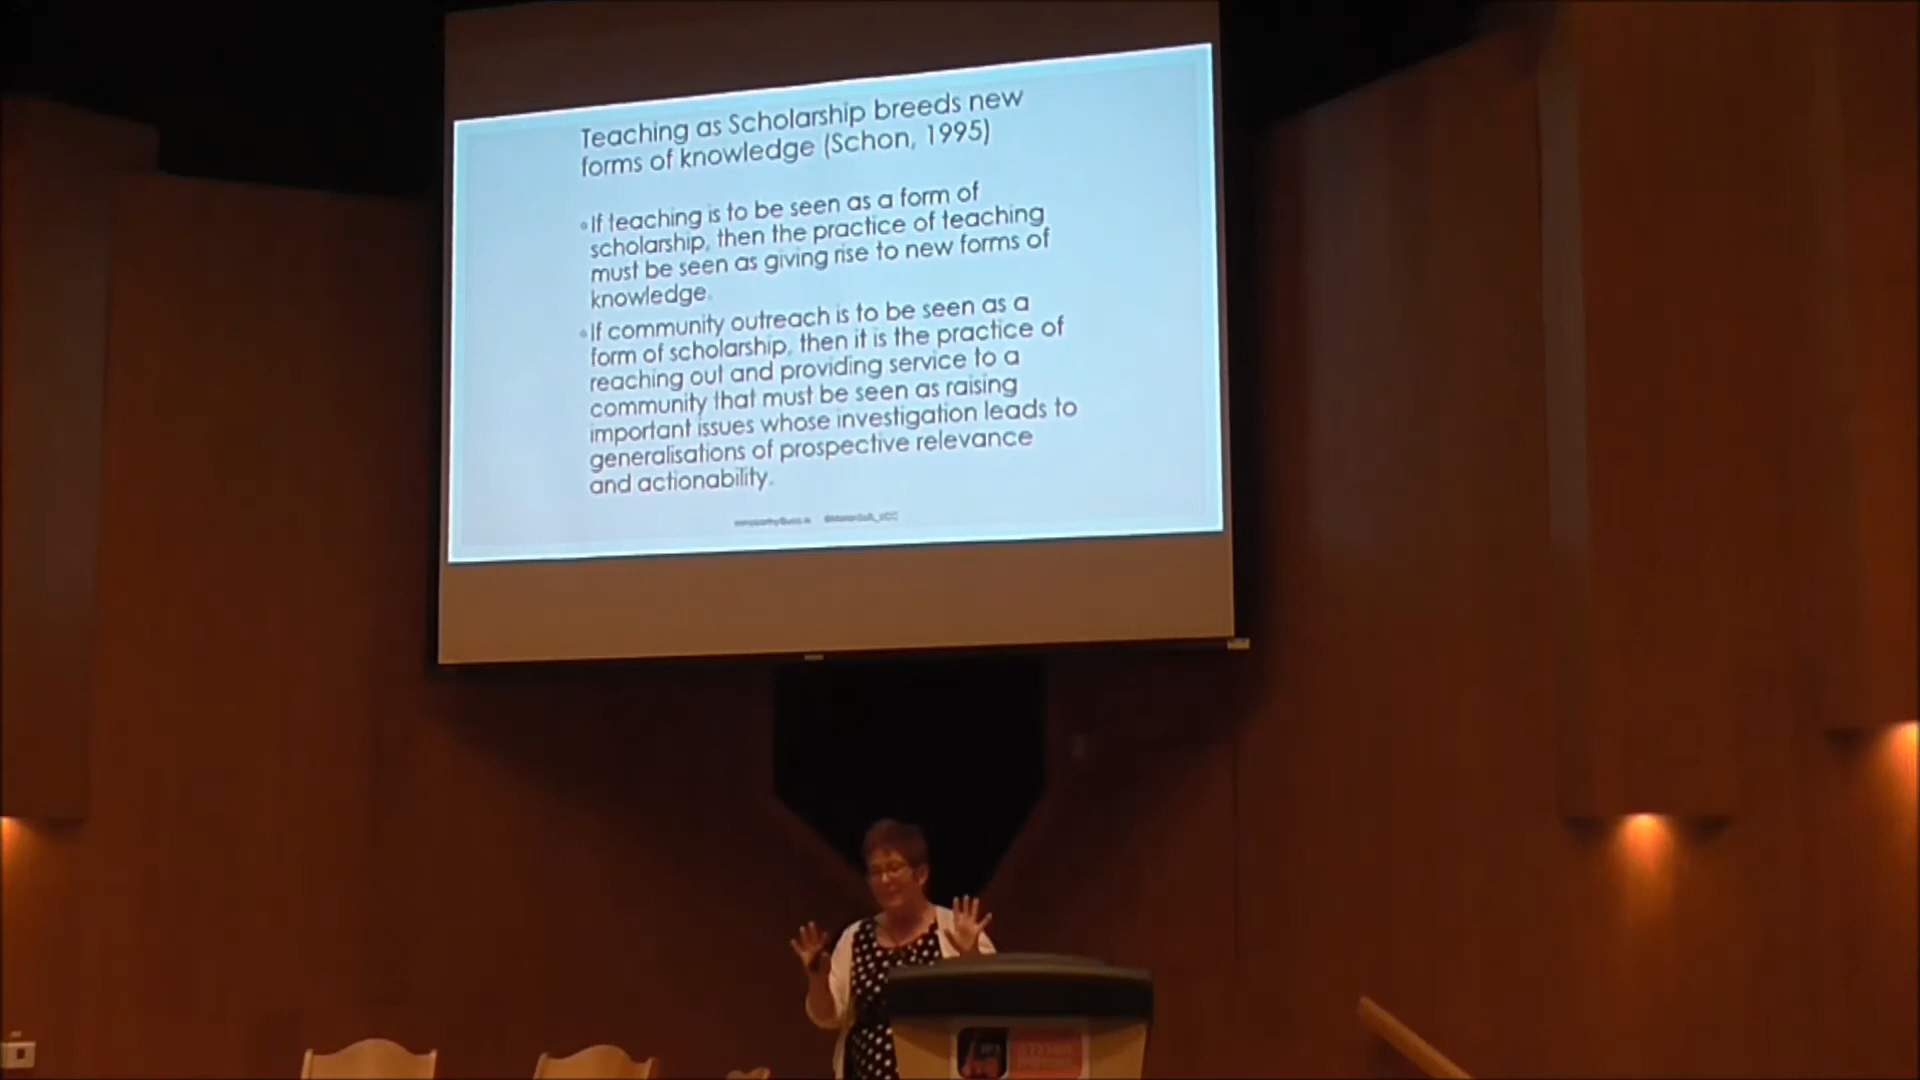 Teaching as Scholarship breeds new
forms of knowledge (Schon, 1995)
If teaching is to be seen as a form of
scholarship, then the practice of teaching
must be seen as giving rise to new forms of
knowledge.
If community outreach is to be seen as a
form of scholarship, then it is the practice of
reaching out and providing service to a
community that must be seen as raising
important issues whose investigation leads to
generalisations of prospective relevance
and actionability.